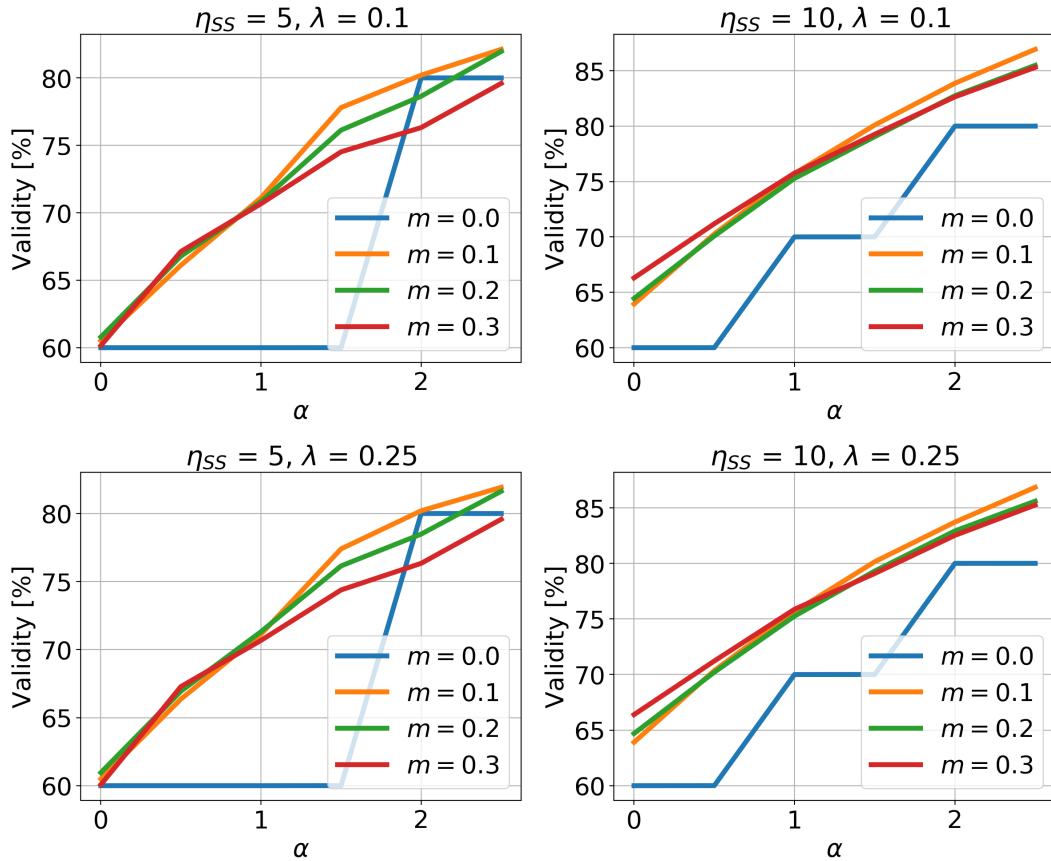 η_SS = 5, λ = 0.1
Validity [%]
80
75
70
65
60
0 1 2
α
m = 0.0
m = 0.1
m = 0.2
m = 0.3
η_SS = 10, λ = 0.1
Validity [%]
85
80
75
70
65
60
0 1 2
α
m = 0.0
m = 0.1
m = 0.2
m = 0.3
η_SS = 5, λ = 0.25
Validity [%]
80
75
70
65
60
0 1 2
α
m = 0.0
m = 0.1
m = 0.2
m = 0.3
η_SS = 10, λ = 0.25
Validity [%]
85
80
75
70
65
60
0 1 2
α
m = 0.0
m = 0.1
m = 0.2
m = 0.3